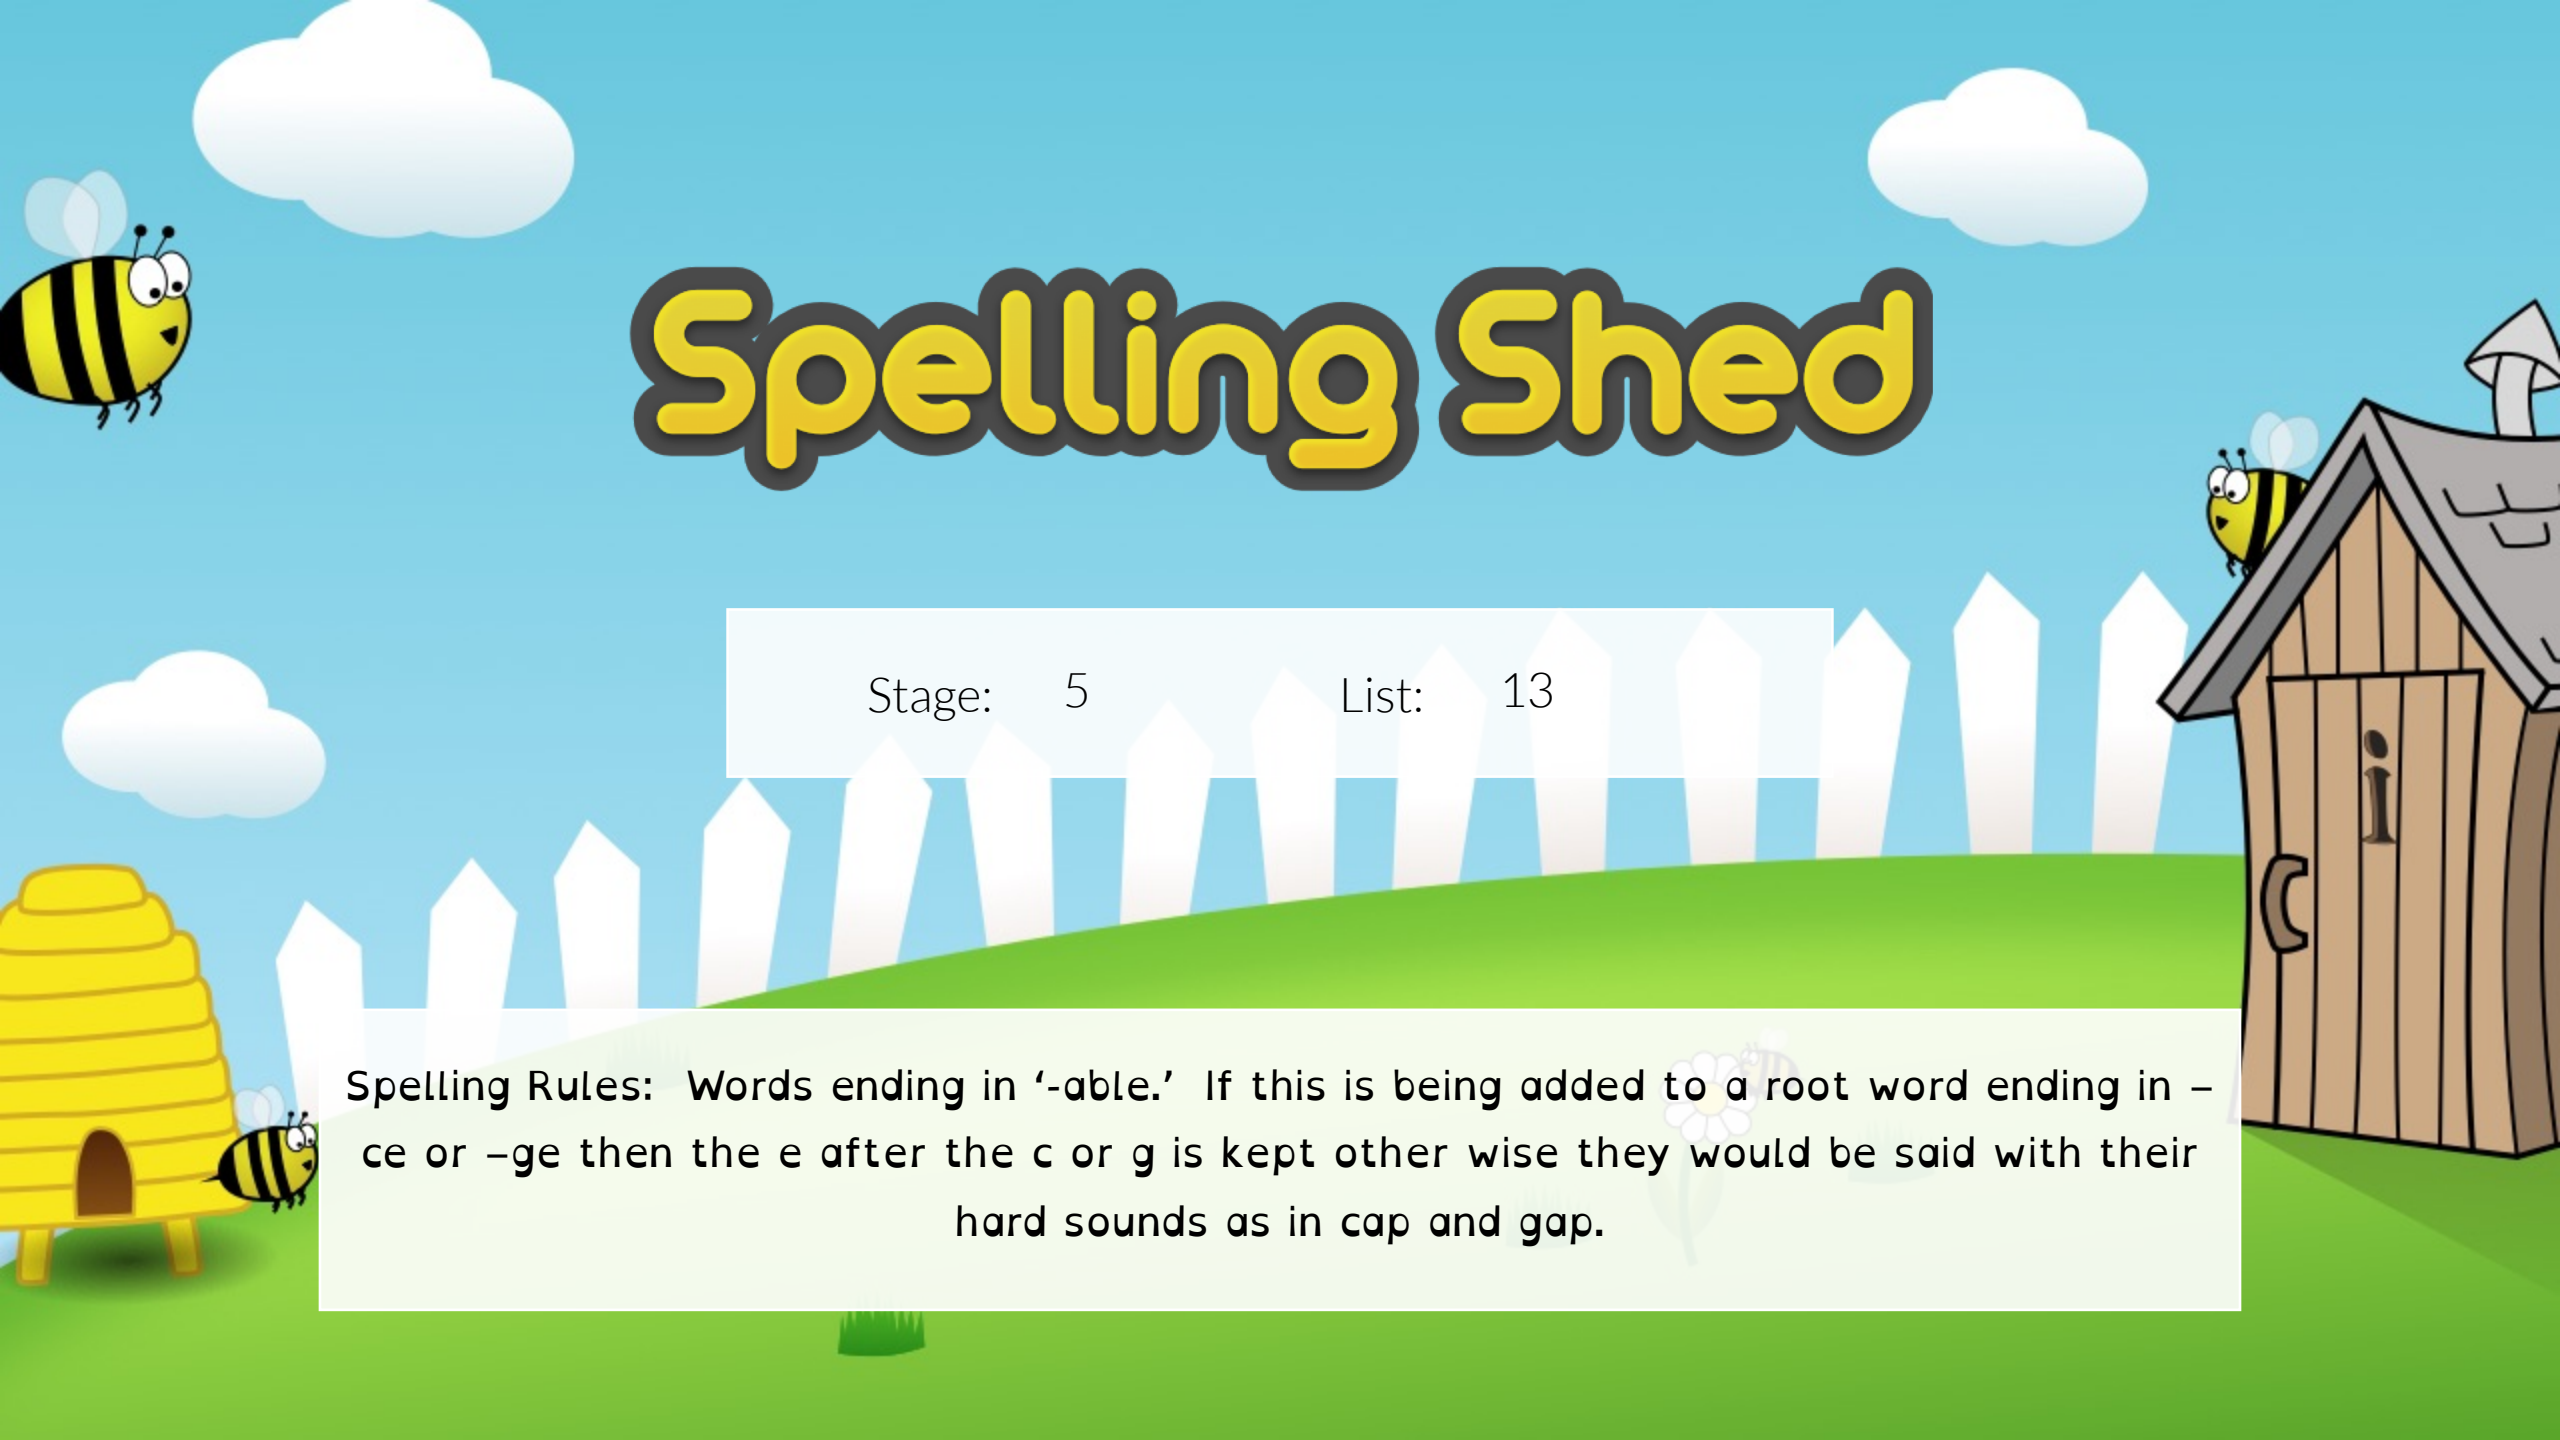 Spelling Shed
Stage: 5 List: 13
i
Spelling Rules: Words ending in ‘-able.’ If this is being added to a root word ending in –
ce or –ge then the e after the c or g is kept other wise they would be said with their
hard sounds as in cap and gap.